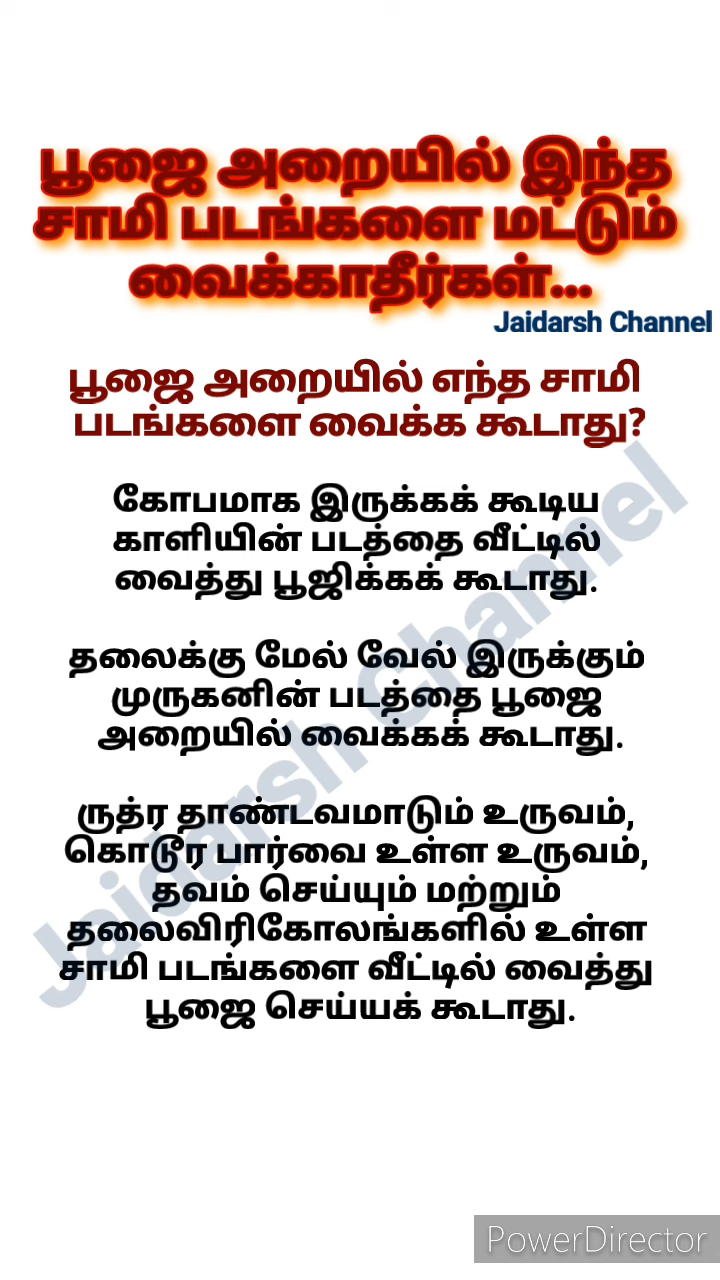 பூஜை அறையில் இந்த
சாமி படங்களை மட்டும்
வைக்காதீர்கள்...
Jaidarsh Channel
பூஜை அறையில் எந்த சாமி
படங்களை வைக்க கூடாது?
கோபமாக இருக்கக் கூடிய
காளியின் படத்தை வீட்டில்
வைத்து பூஜிக்கக் கூடாது.
தலைக்கு மேல் வேல் இருக்கும்
முருகனின் படத்தை பூஜை
அறையில் வைக்கக் கூடாது.
ருத்ர தாண்டவமாடும் உருவம்,
கொடூர பார்வை உள்ள உருவம்,
தவம் செய்யும் மற்றும்
தலைவிரிகோலங்களில் உள்ள
சாமி படங்களை வீட்டில் வைத்து
பூஜை செய்யக் கூடாது.
Jaidarsh Channel
PowerDirector